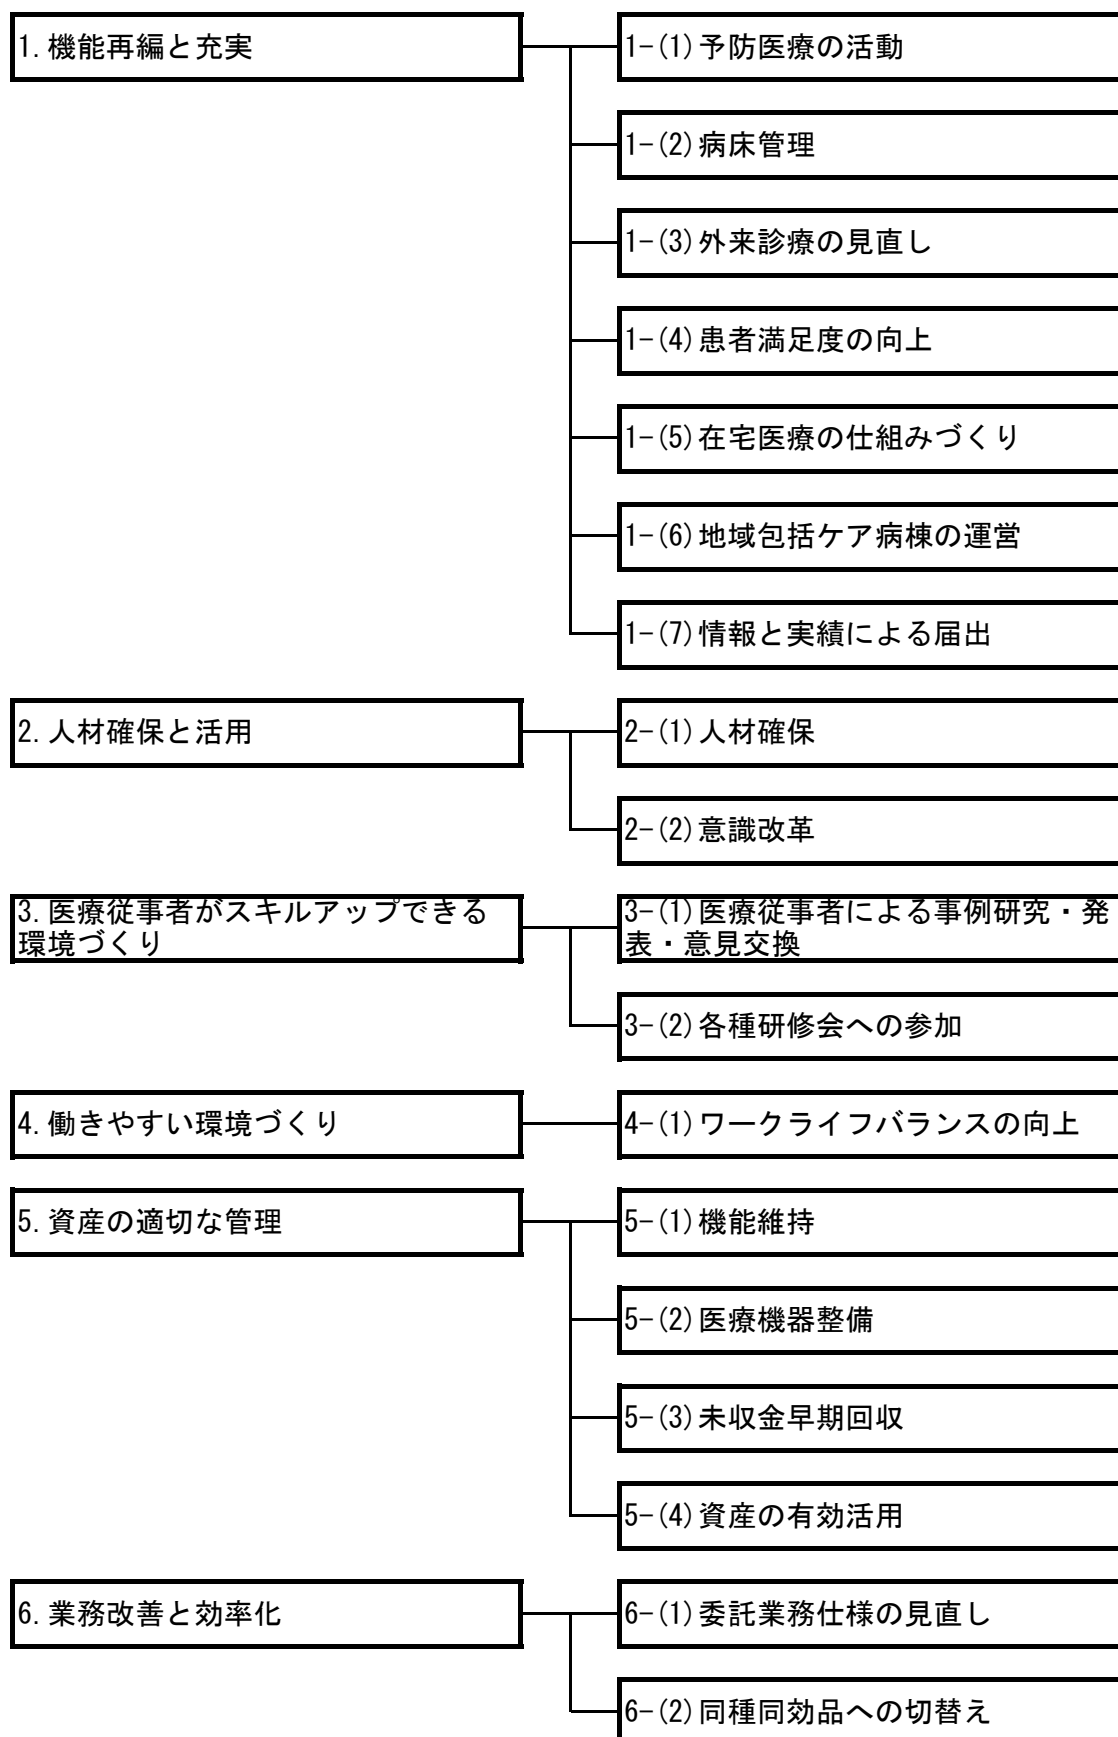 1.機能再編と充実
1-(1)予防医療の活動
1-(2)病床管理
1-(3)外来診療の見直し
1-(4)患者満足度の向上
1-(5)在宅医療の仕組みづくり
1-(6)地域包括ケア病棟の運営
1-(7)情報と実績による届出
2.人材確保と活用
2-(1)人材確保
2-(2)意識改革
3.医療従事者がスキルアップできる
環境づくり
3-(1)医療従事者による事例研究・発
表・意見交換
3-(2)各種研修会への参加
4.働きやすい環境づくり
4-(1)ワークライフバランスの向上
5.資産の適切な管理
5-(1)機能維持
5-(2)医療機器整備
5-(3)未収金早期回収
5-(4)資産の有効活用
6.業務改善と効率化
6-(1)委託業務仕様の見直し
6-(2)同種同効品への切替え